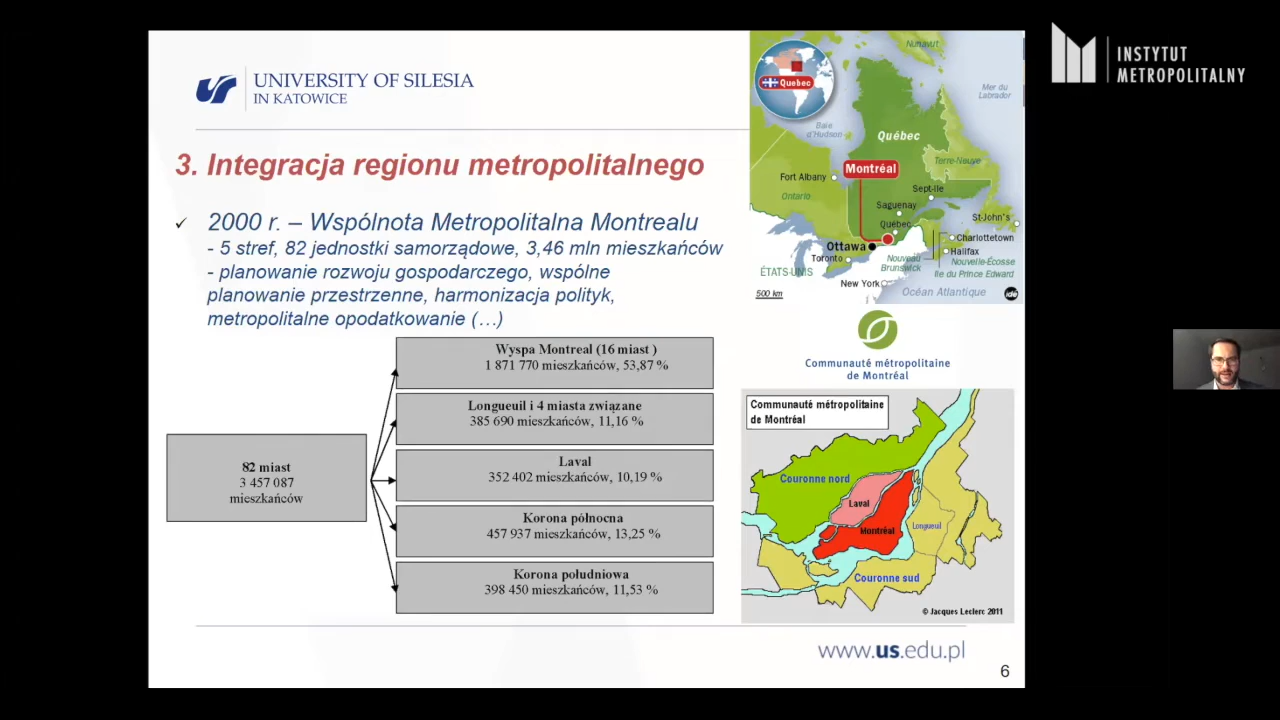 UNIVERSITY OF SILESIA
IN KATOWICE
INSTYTUT
METROPOLITALNY
3. Integracja regionu metropolitalnego
✓ 2000 r. – Wspólnota Metropolitalna Montrealu
- 5 stref, 82 jednostki samorządowe, 3,46 mln mieszkańców
- planowanie rozwoju gospodarczego, wspólne
planowanie przestrzenne, harmonizacja polityk,
metropolitalne opodatkowanie (…)
82 miast
3 457 087
mieszkańców
Wyspa Montreal (16 miast )
1 871 770 mieszkańców, 53,87 %
Longueuil i 4 miasta związane
385 690 mieszkańców, 11,16 %
Laval
352 402 mieszkańców, 10,19 %
Korona północna
457 937 mieszkańców, 13,25 %
Korona południowa
398 450 mieszkańców, 11,53 %
Nunavut
Quebec
Mer du
Labrador
Baie
d'Hudson
Québec
Terre-Neuve
Fort Albany
Montréal
Ontario
Sept-Ile
Saguenay
St-John's
Québec
Ottawa
Charlottetown
Toronto
Halifax
Nouveau
Brunswick
Nouvelle-Écosse
Ile du Prince Edward
ÉTATS-UNIS
New York
Océan Atlantique
500 km
ide
Communauté métropolitaine
de Montréal
Communauté métropolitaine
de Montréal
Couronne nord
Laval
Montréal
Longueuil
Couronne sud
© Jacques Leclerc 2011
www.us.edu.pl
6